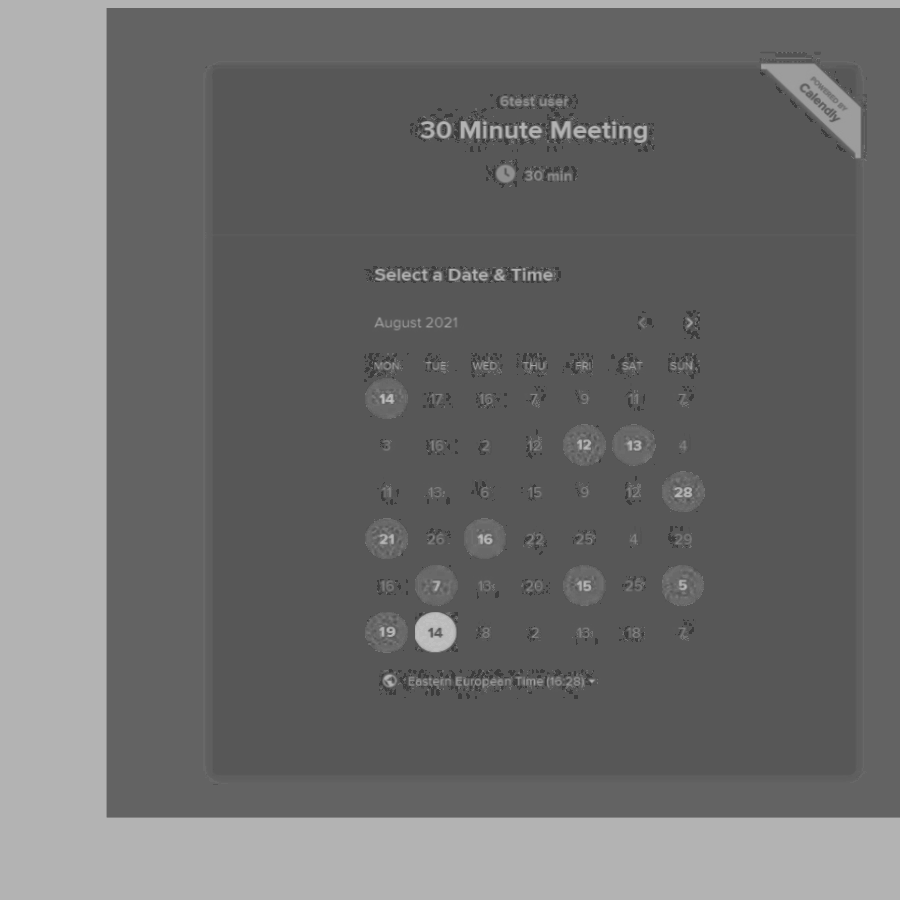 POWERED BY
Calendly
6test user
30 Minute Meeting
30 min
Select a Date & Time
August 2021
MON TUE WED THU FRI SAT SUN
14 17 16 7 9 11 7
3 16 2 12 12 13 4
11 13 6 15 9 12 28
21 26 16 22 25 4 29
16 7 13 20 15 25 5
19 14 8 2 13 18 7
Eastern European Time (16:28)